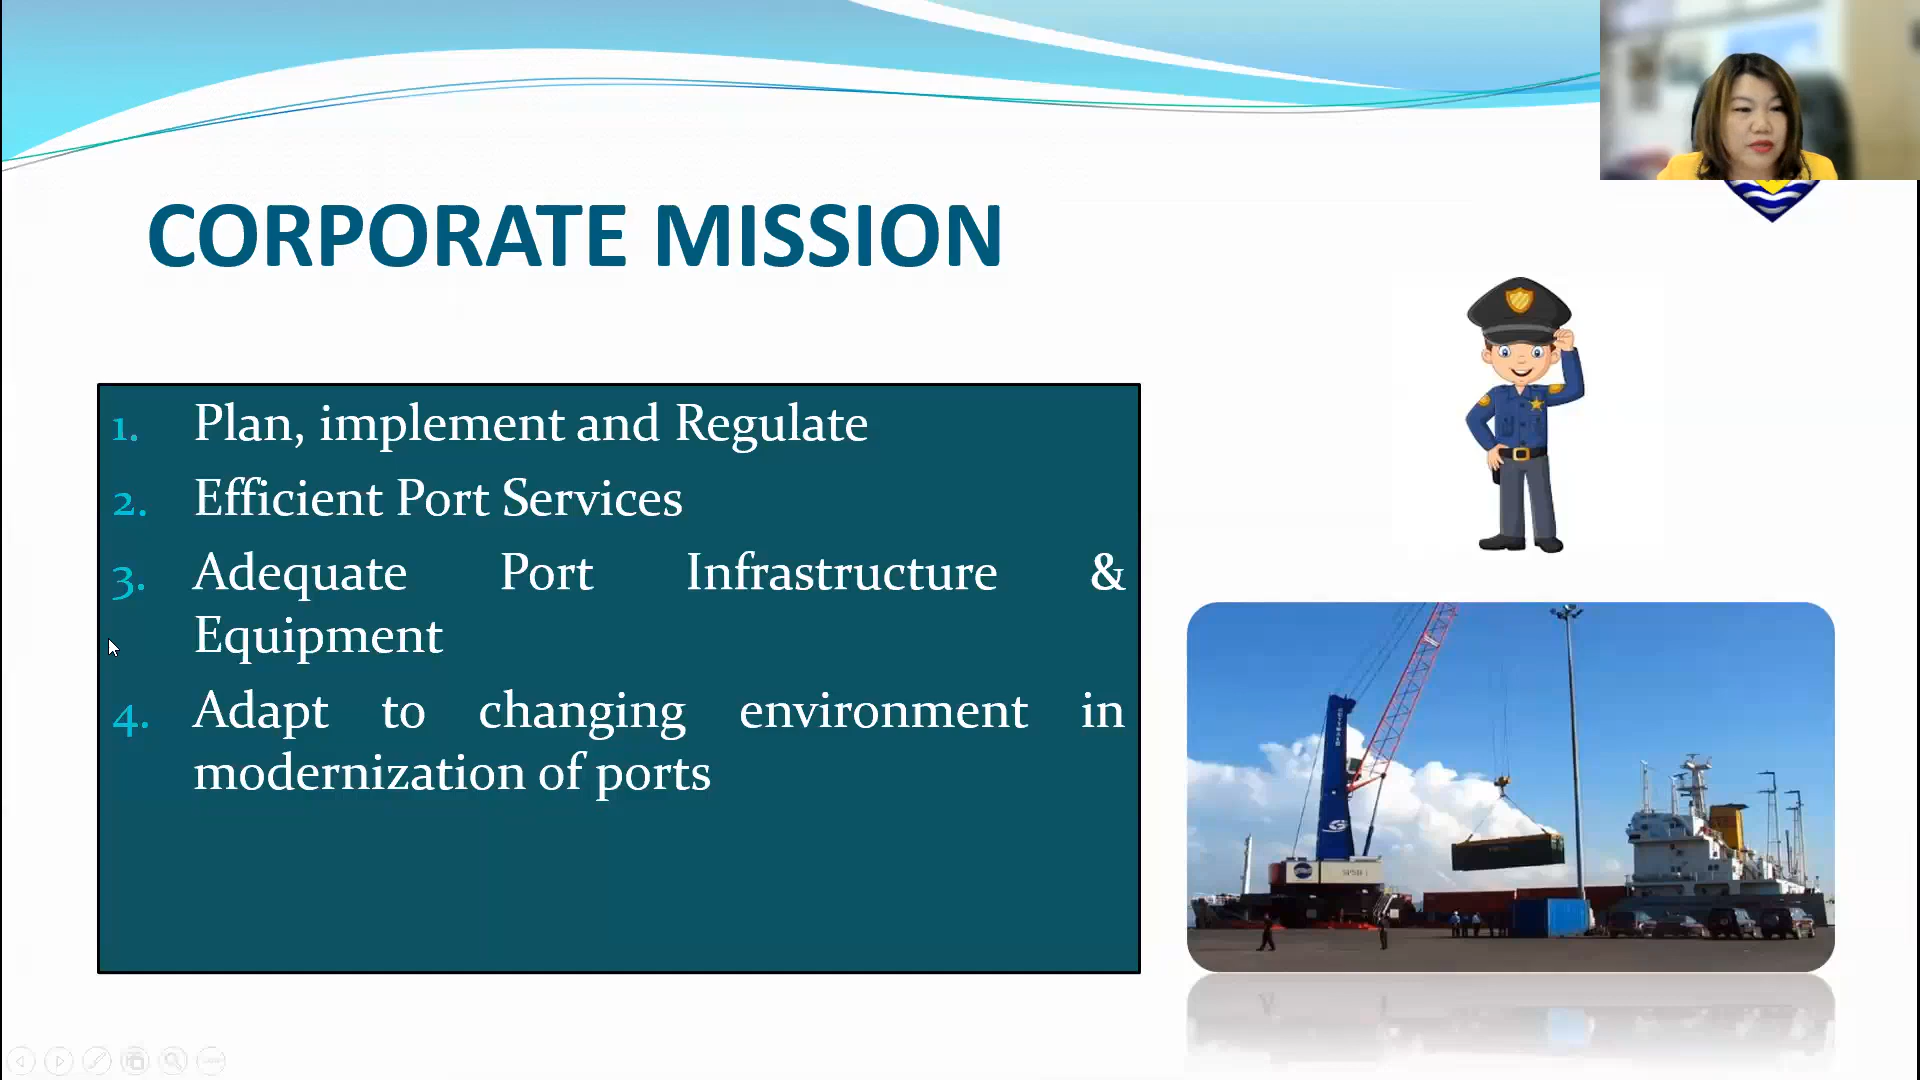 CORPORATE MISSION
1. Plan, implement and Regulate
2. Efficient Port Services
3. Adequate Port Infrastructure &
Equipment
4. Adapt to changing environment in
modernization of ports